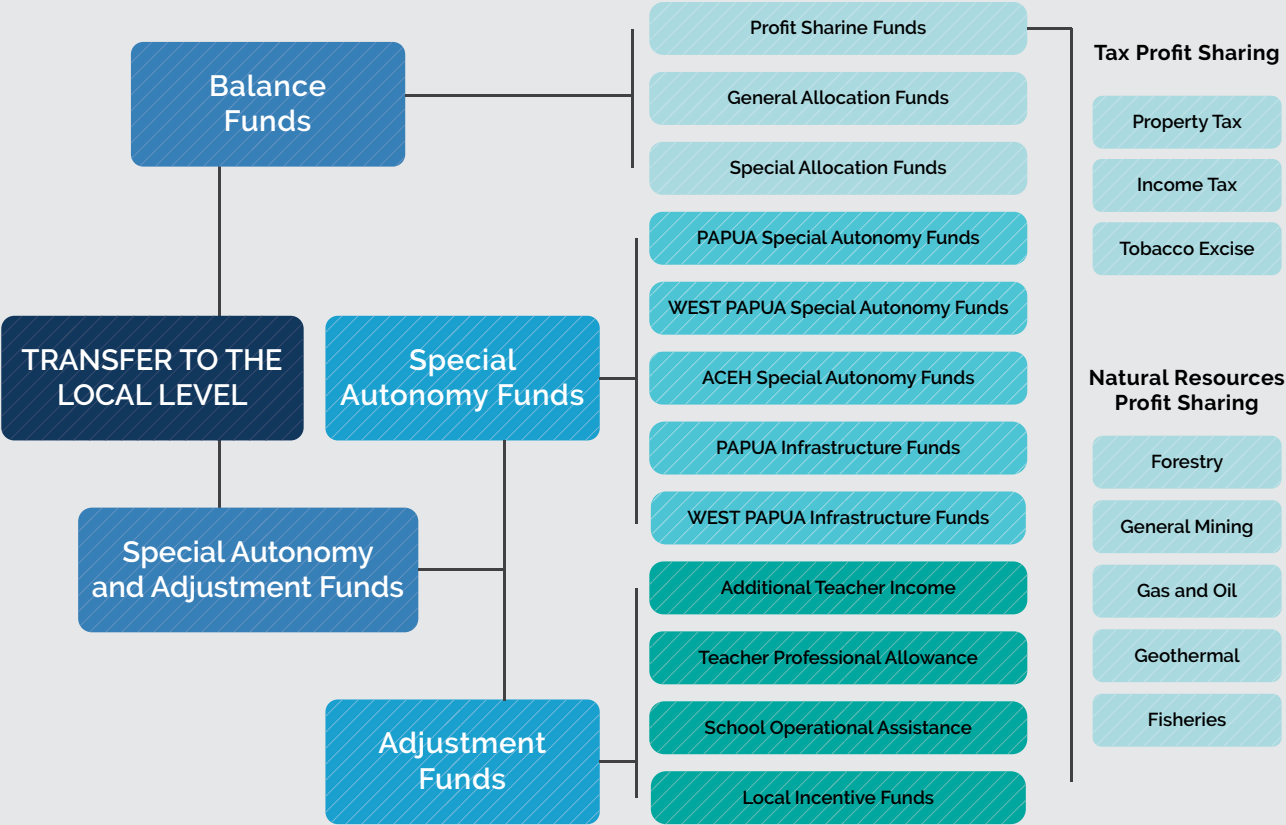 Balance
Funds
TRANSFER TO THE
LOCAL LEVEL
Special Autonomy
and Adjustment Funds
Special
Autonomy Funds
Adjustment
Funds
Profit Sharine Funds
General Allocation Funds
Special Allocation Funds
PAPUA Special Autonomy Funds
WEST PAPUA Special Autonomy Funds
ACEH Special Autonomy Funds
PAPUA Infrastructure Funds
WEST PAPUA Infrastructure Funds
Additional Teacher Income
Teacher Professional Allowance
School Operational Assistance
Local Incentive Funds
Tax Profit Sharing
Property Tax
Income Tax
Tobacco Excise
Natural Resources
Profit Sharing
Forestry
General Mining
Gas and Oil
Geothermal
Fisheries